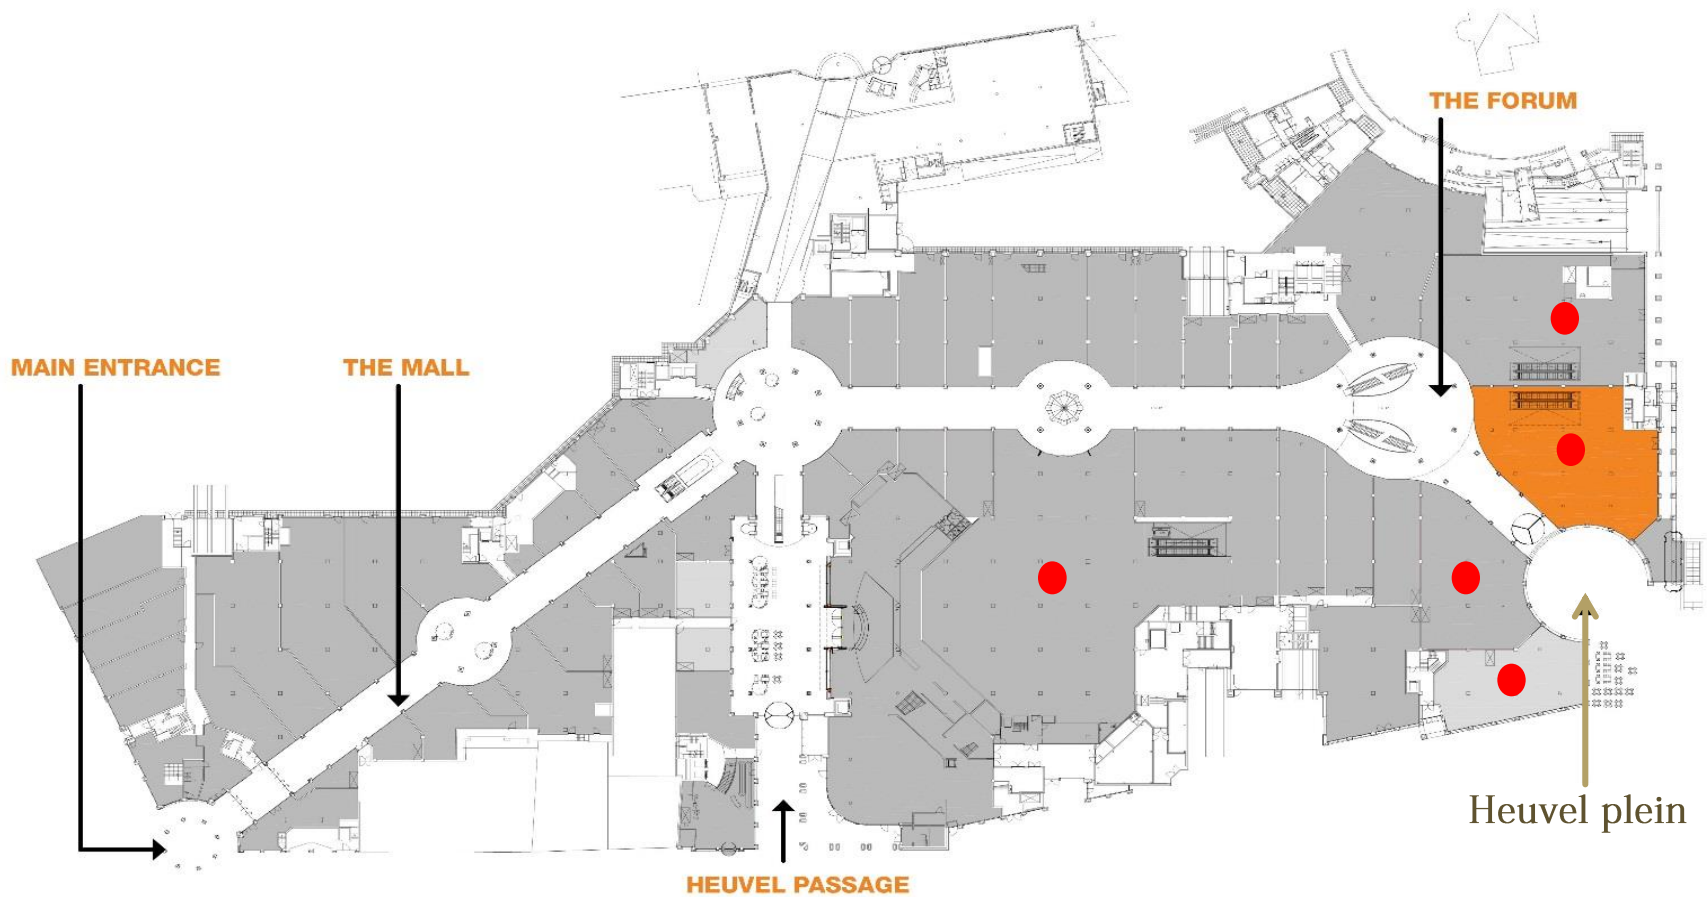 THE FORUM
MAIN ENTRANCE
THE MALL
Heuvel plein
HEUVEL PASSAGE